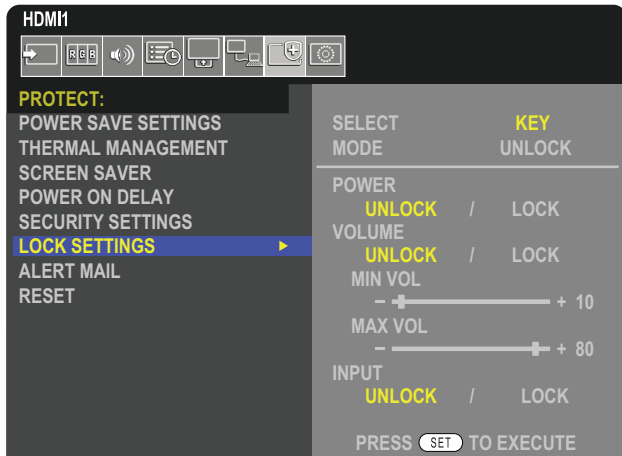 HDMI1
RGB
PROTECT:
POWER SAVE SETTINGS
THERMAL MANAGEMENT
SCREEN SAVER
POWER ON DELAY
SECURITY SETTINGS
LOCK SETTINGS
ALERT MAIL
RESET
SELECT KEY
MODE UNLOCK
POWER
UNLOCK / LOCK
VOLUME
UNLOCK / LOCK
MIN VOL
- + 10
MAX VOL
- + 80
INPUT
UNLOCK / LOCK
PRESS SET TO EXECUTE